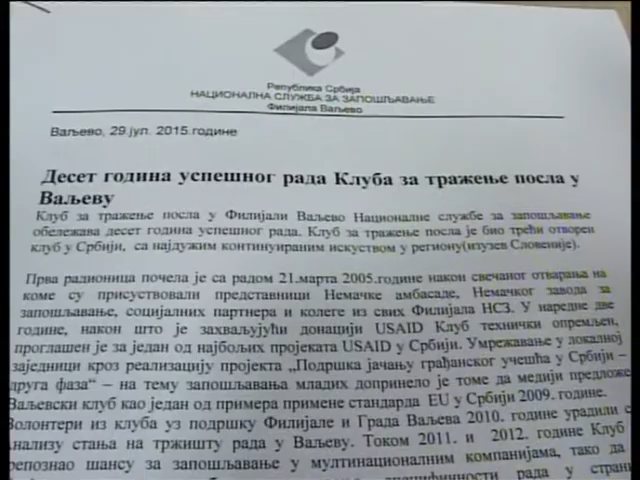 Република Србија
НАЦИОНАЛНА СЛУЖБА ЗА ЗАПОШЉАВАЊЕ
Филијала Ваљево
Ваљево, 29.јул. 2015.године
Десет година успешног рада Клуба за тражење посла у
Ваљеву
Клуб за тражење посла у Филијали Ваљево Националне службе за запошљавање
обележава десет година успешног рада. Клуб за тражење посла је био трећи отворен
клуб у Србији, са најдужим континуираним искуством у региону(изузев Словеније).
Прва радионица почела је са радом 21.марта 2005.године након свечаног отварања на
коме су присуствовали представници Немачке амбасаде, Немачког завода за
запошљавање, социјалних партнера и колеге из свих Филијала НСЗ. У наредне две
године, након што је захваљујући донацији USAID Клуб технички опремљен,
проглашен је за један од најбољих пројеката USAID у Србији. Умрежавање у локалној
заједници кроз реализацију пројекта „Подршка јачању грађанског учешћа у Србији –
друга фаза“ – на тему запошљавања младих допринело је томе да медији предложе
Ваљевски клуб као један од примера примене стандарда EU у Србији 2009. године.
Волонтери из клуба уз подршку Филијале и Града Ваљева 2010. године урадили с
анализу стања на тржишту рада у Ваљеву. Током 2011. и 2012. године Клуб
репознао шансу за запошљавање у мултинационалним компанијама, тако да
специфичности рада у страни